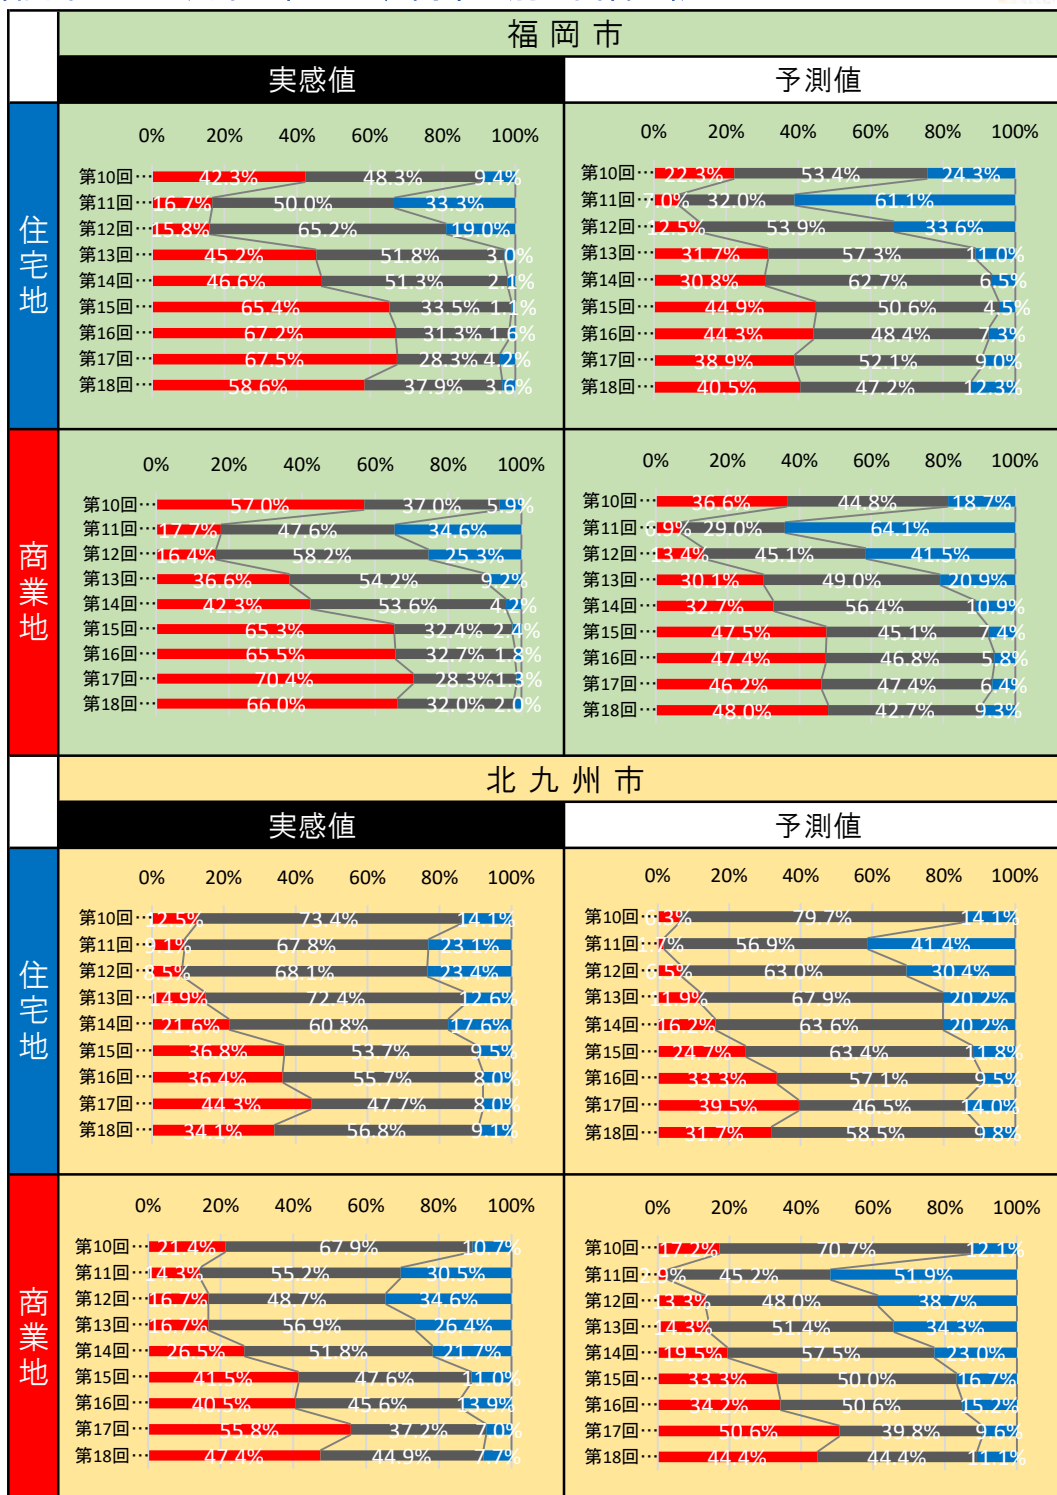 福岡市
実感値 予測値
住宅地
0% 20% 40% 60% 80% 100%
第10回… 42.3% 48.3% 9.4%
第11回… 16.7% 50.0% 33.3%
第12回… 15.8% 65.2% 19.0%
第13回… 45.2% 51.8% 3.0%
第14回… 46.6% 51.3% 2.1%
第15回… 65.4% 33.5% 1.1%
第16回… 67.2% 31.3% 1.6%
第17回… 67.5% 28.3% 4.2%
第18回… 58.6% 37.9% 3.6%
0% 20% 40% 60% 80% 100%
第10回… 22.3% 53.4% 24.3%
第11回… 7.0% 32.0% 61.1%
第12回… 12.5% 53.9% 33.6%
第13回… 31.7% 57.3% 11.0%
第14回… 30.8% 62.7% 6.5%
第15回… 44.9% 50.6% 4.5%
第16回… 44.3% 48.4% 7.3%
第17回… 38.9% 52.1% 9.0%
第18回… 40.5% 47.2% 12.3%
商業地
0% 20% 40% 60% 80% 100%
第10回… 57.0% 37.0% 5.9%
第11回… 17.7% 47.6% 34.6%
第12回… 16.4% 58.2% 25.3%
第13回… 36.6% 54.2% 9.2%
第14回… 42.3% 53.6% 4.2%
第15回… 65.3% 32.4% 2.4%
第16回… 65.5% 32.7% 1.8%
第17回… 70.4% 28.3% 1.3%
第18回… 66.0% 32.0% 2.0%
0% 20% 40% 60% 80% 100%
第10回… 36.6% 44.8% 18.7%
第11回… 6.9% 29.0% 64.1%
第12回… 13.4% 45.1% 41.5%
第13回… 30.1% 49.0% 20.9%
第14回… 32.7% 56.4% 10.9%
第15回… 47.5% 45.1% 7.4%
第16回… 47.4% 46.8% 5.8%
第17回… 46.2% 47.4% 6.4%
第18回… 48.0% 42.7% 9.3%
北九州市
実感値 予測値
住宅地
0% 20% 40% 60% 80% 100%
第10回… 12.5% 73.4% 14.1%
第11回… 9.1% 67.8% 23.1%
第12回… 8.5% 68.1% 23.4%
第13回… 14.9% 72.4% 12.6%
第14回… 21.6% 60.8% 17.6%
第15回… 36.8% 53.7% 9.5%
第16回… 36.4% 55.7% 8.0%
第17回… 44.3% 47.7% 8.0%
第18回… 34.1% 56.8% 9.1%
0% 20% 40% 60% 80% 100%
第10回… 6.3% 79.7% 14.1%
第11回… 56.9% 41.4%
第12回… 6.5% 63.0% 30.4%
第13回… 11.9% 67.9% 20.2%
第14回… 16.2% 63.6% 20.2%
第15回… 24.7% 63.4% 11.8%
第16回… 33.3% 57.1% 9.5%
第17回… 39.5% 46.5% 14.0%
第18回… 31.7% 58.5% 9.8%
商業地
0% 20% 40% 60% 80% 100%
第10回… 21.4% 67.9% 10.7%
第11回… 14.3% 55.2% 30.5%
第12回… 16.7% 48.7% 34.6%
第13回… 16.7% 56.9% 26.4%
第14回… 26.5% 51.8% 21.7%
第15回… 41.5% 47.6% 11.0%
第16回… 40.5% 45.6% 13.9%
第17回… 55.8% 37.2% 7.0%
第18回… 47.4% 44.9% 7.7%
0% 20% 40% 60% 80% 100%
第10回… 17.2% 70.7% 12.1%
第11回… 2.9% 45.2% 51.9%
第12回… 13.3% 48.0% 38.7%
第13回… 14.3% 51.4% 34.3%
第14回… 19.5% 57.5% 23.0%
第15回… 33.3% 50.0% 16.7%
第16回… 34.2% 50.6% 15.2%
第17回… 50.6% 39.8% 9.6%
第18回… 44.4% 44.4% 11.1%